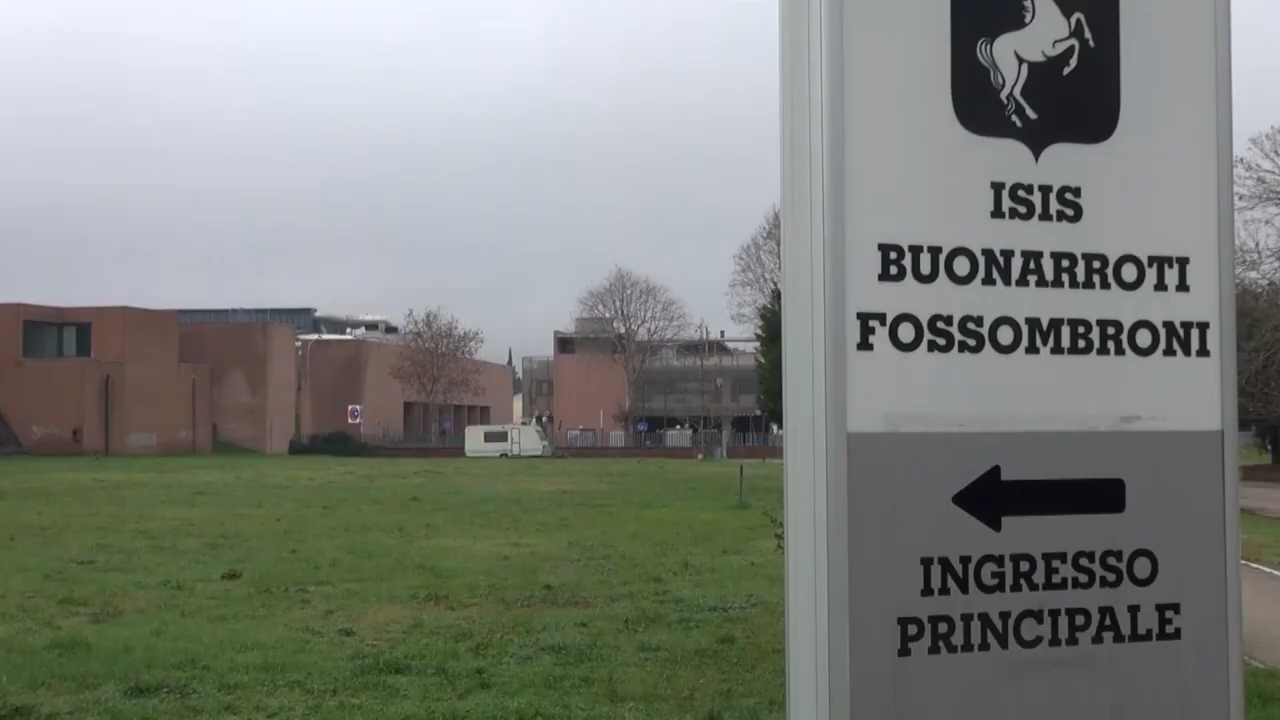 ISIS
BUONARROTI
FOSSOMBRONI
INGRESSO
PRINCIPALE